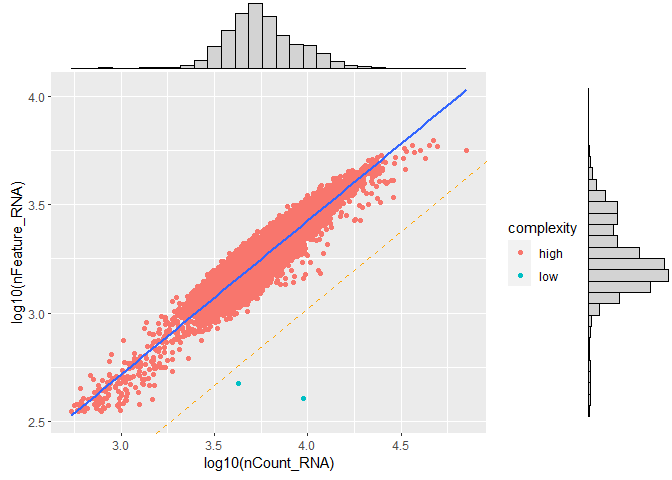 4.0
3.5
3.0
2.5
log10(nFeature_RNA)
3.0 3.5 4.0 4.5
log10(nCount_RNA)
complexity
high
low